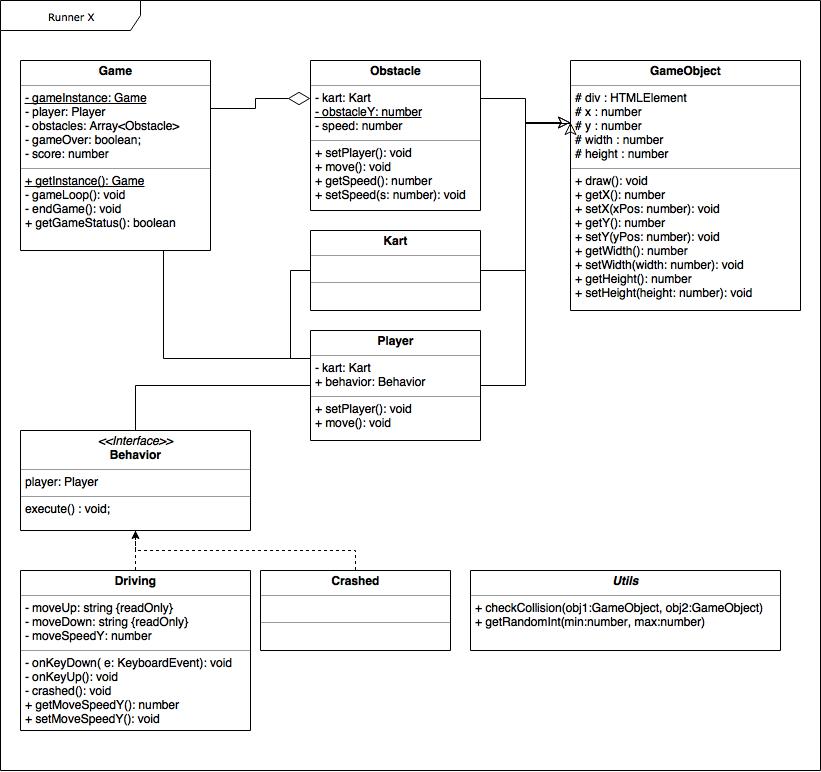 Runner X
Game
- gameInstance: Game
- player: Player
- obstacles: Array<Obstacle>
- gameOver: boolean;
- score: number
+ getInstance(): Game
- gameLoop(): void
- endGame(): void
+ getGameStatus(): boolean
Obstacle
- kart: Kart
- obstacleY: number
- speed: number
+ setPlayer(): void
+ move(): void
+ getSpeed(): number
+ setSpeed(s: number): void
GameObject
# div : HTMLElement
# x : number
# y : number
# width : number
# height : number
+ draw(): void
+ getX(): number
+ setX(xPos: number): void
+ getY(): number
+ setY(yPos: number): void
+ getWidth(): number
+ setWidth(width: number): void
+ getHeight(): number
+ setHeight(height: number): void
Kart
Player
- kart: Kart
+ behavior: Behavior
+ setPlayer(): void
+ move(): void
<<Interface>>
Behavior
player: Player
execute() : void;
Driving
- moveUp: string {readOnly}
- moveDown: string {readOnly}
- moveSpeedY: number
- onKeyDown( e: KeyboardEvent): void
- onKeyUp(): void
- crashed(): void
+ getMoveSpeedY(): number
+ setMoveSpeedY(): void
Crashed
Utils
+ checkCollision(obj1:GameObject, obj2:GameObject)
+ getRandomInt(min:number, max:number)